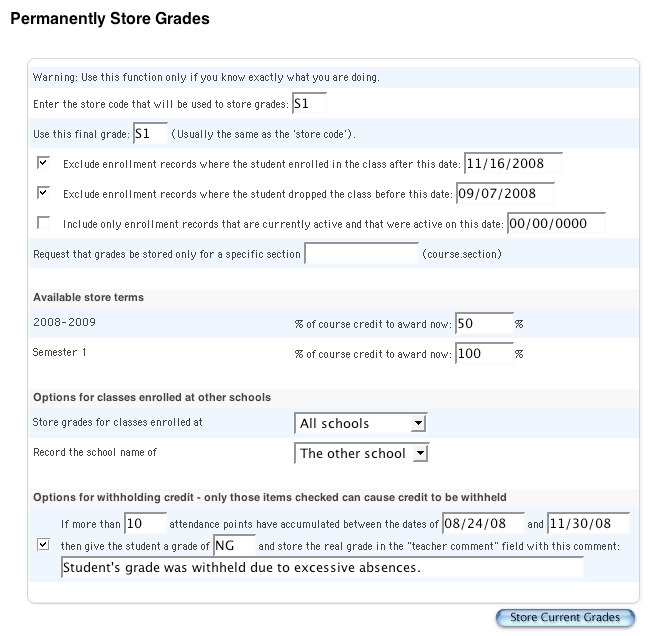 Permanently Store Grades
Warning: Use this function only if you know exactly what you are doing.
Enter the store code that will be used to store grades: S1
Use this final grade: S1 (Usually the same as the 'store code').
Exclude enrollment records where the student enrolled in the class after this date: 11/16/2008
Exclude enrollment records where the student dropped the class before this date: 09/07/2008
Include only enrollment records that are currently active and that were active on this date: 00/00/0000
Request that grades be stored only for a specific section (course.section)
Available store terms
2008-2009 % of course credit to award now: 50 %
Semester 1 % of course credit to award now: 100 %
Options for classes enrolled at other schools
Store grades for classes enrolled at All schools
Record the school name of The other school
Options for withholding credit - only those items checked can cause credit to be withheld
If more than 10 attendance points have accumulated between the dates of 08/24/08 and 11/30/08
then give the student a grade of NG and store the real grade in the "teacher comment" field with this comment:
Student's grade was withheld due to excessive absences.
Store Current Grades